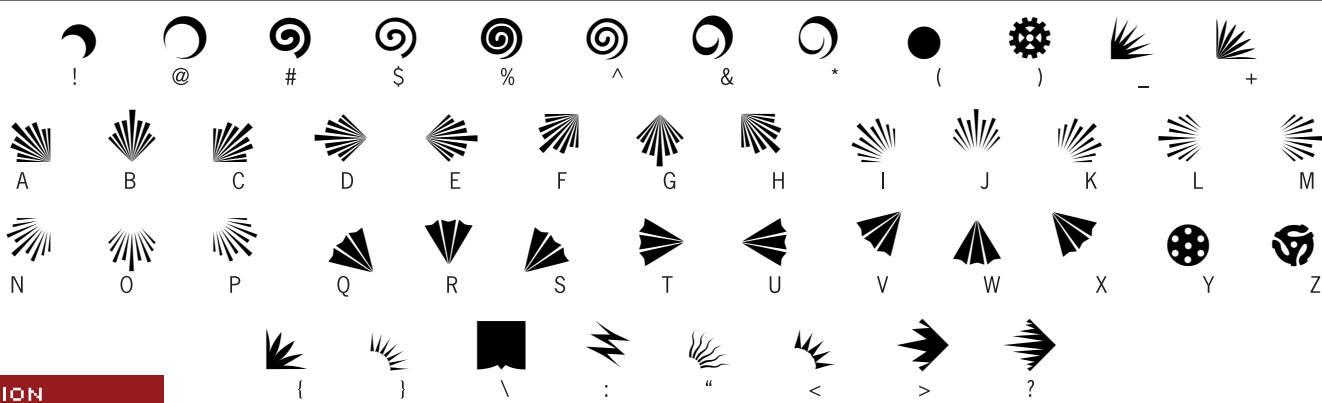 ! @ # $ % ^ & * ( ) _ +
A B C D E F G H I J K L M
N O P Q R S T U V W X Y Z
{ } \ : “ < > ?
ION